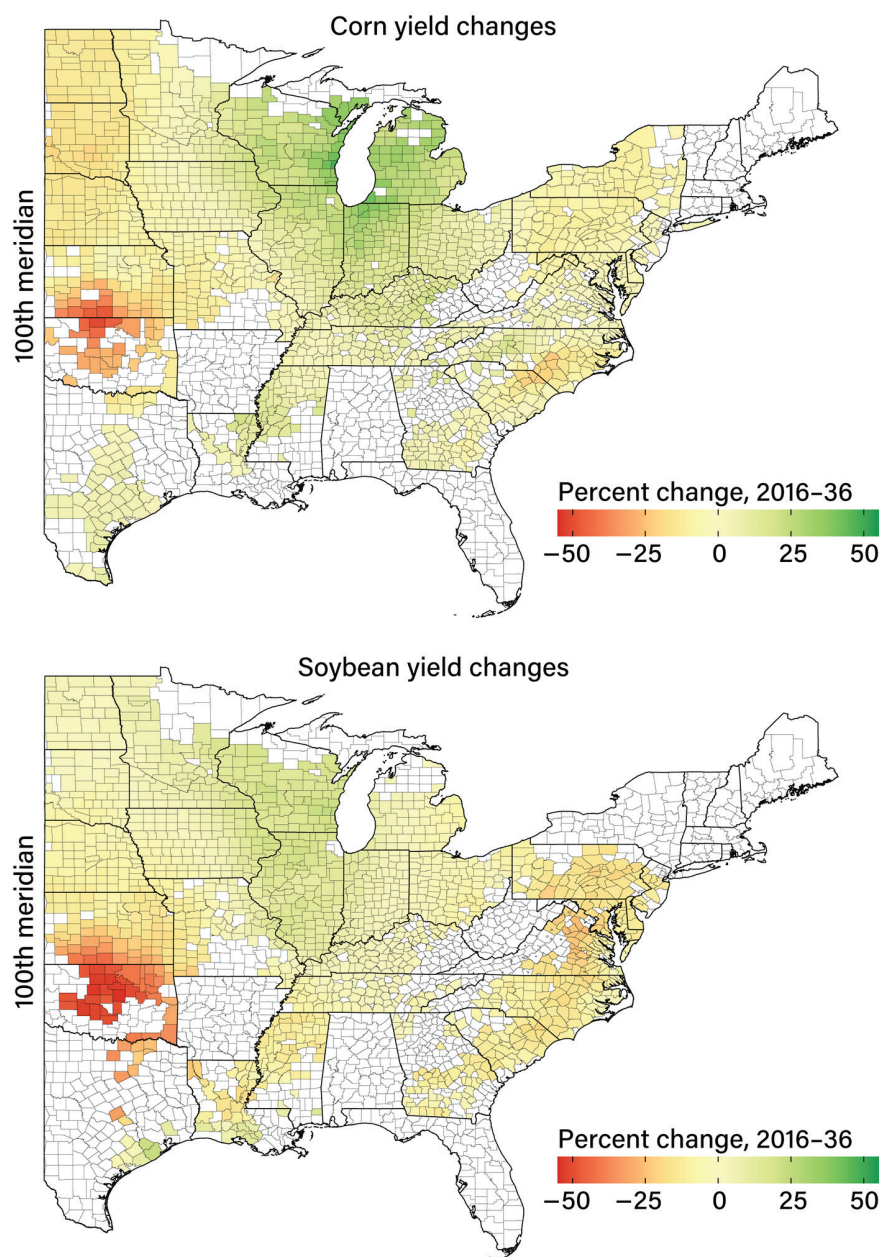 Corn yield changes
100th meridian
Percent change, 2016–36
−50 −25 0 25 50
Soybean yield changes
100th meridian
Percent change, 2016–36
−50 −25 0 25 50